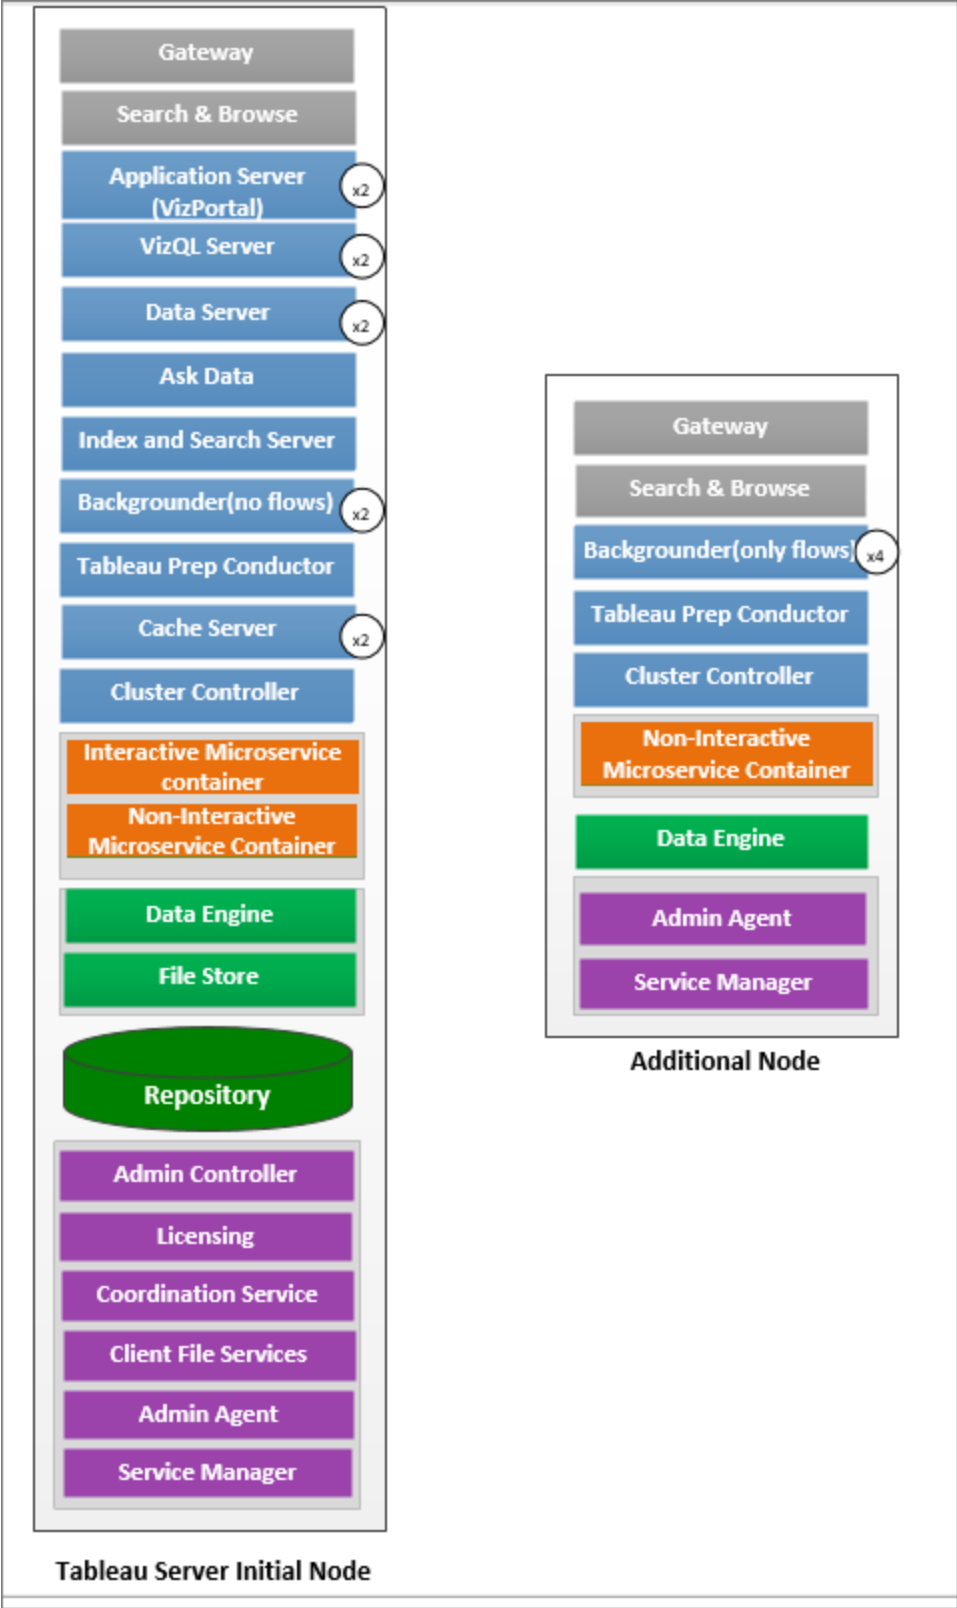 Gateway
Search & Browse
Application Server
(VizPortal)
x2
VizQL Server
x2
Data Server
x2
Ask Data
Index and Search Server
Backgrounder(no flows)
x2
Tableau Prep Conductor
Cache Server
x2
Cluster Controller
Interactive Microservice
container
Non-Interactive
Microservice Container
Data Engine
File Store
Repository
Admin Controller
Licensing
Coordination Service
Client File Services
Admin Agent
Service Manager
Tableau Server Initial Node
Gateway
Search & Browse
Backgrounder(only flows)
x4
Tableau Prep Conductor
Cluster Controller
Non-Interactive
Microservice Container
Data Engine
Admin Agent
Service Manager
Additional Node